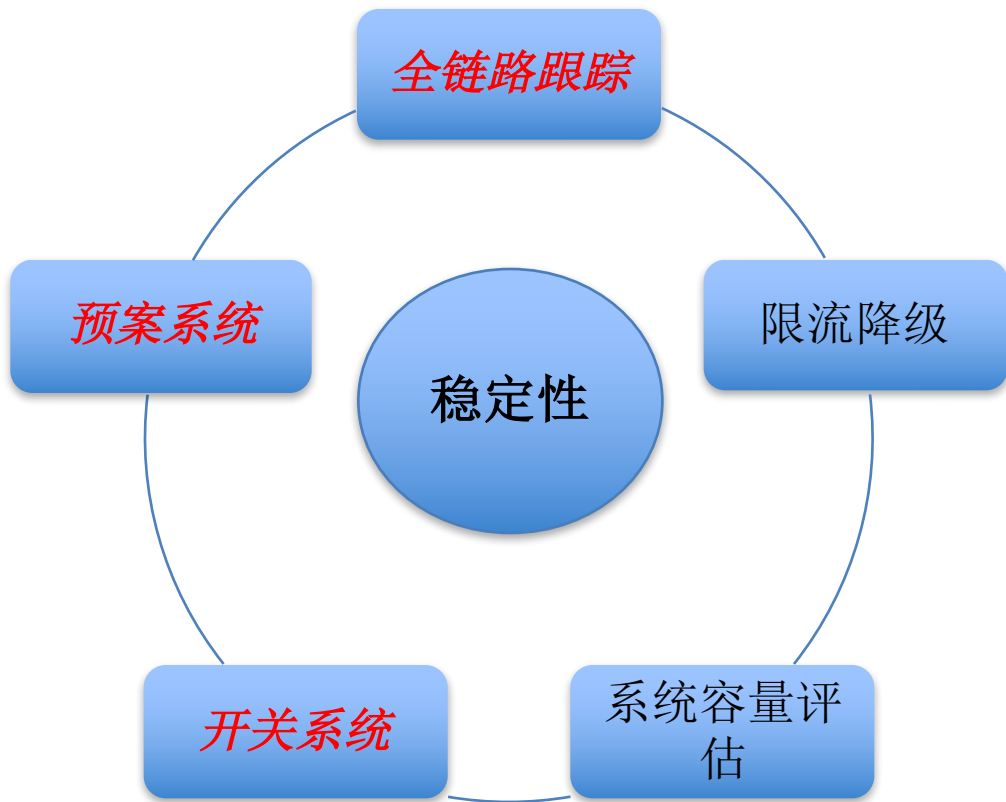 全链路跟踪
预案系统
限流降级
稳定性
开关系统
系统容量评
估